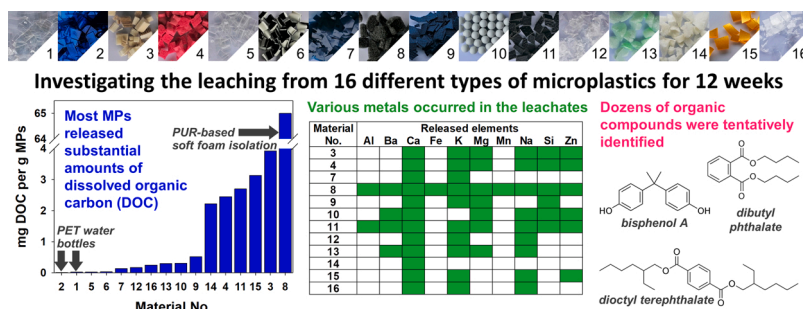 1 2 3 4 5 6 7 8 9 10 11 12 13 14 15 16
Investigating the leaching from 16 different types of microplastics for 12 weeks
mg DOC per g MPs
65
64
4
3
2
1
0
Most MPs
released
substantial
amounts of
dissolved organic
carbon (DOC)
PUR-based
soft foam isolation
PET water
bottles
2 1 5 6 7 12 16 13 10 9 14 4 11 15 3 8
Material No.
Various metals occurred in the leachates
Material
No.
Released elements
Al Ba Ca Fe K Mg Mn Na Si Zn
3
4
7
8
9
10
11
12
13
14
15
16
Dozens of organic
compounds were tentatively
identified
HO
OH
bisphenol A
O
O
O
O
dibutyl
phthalate
O
O
O
O
dioctyl terephthalate